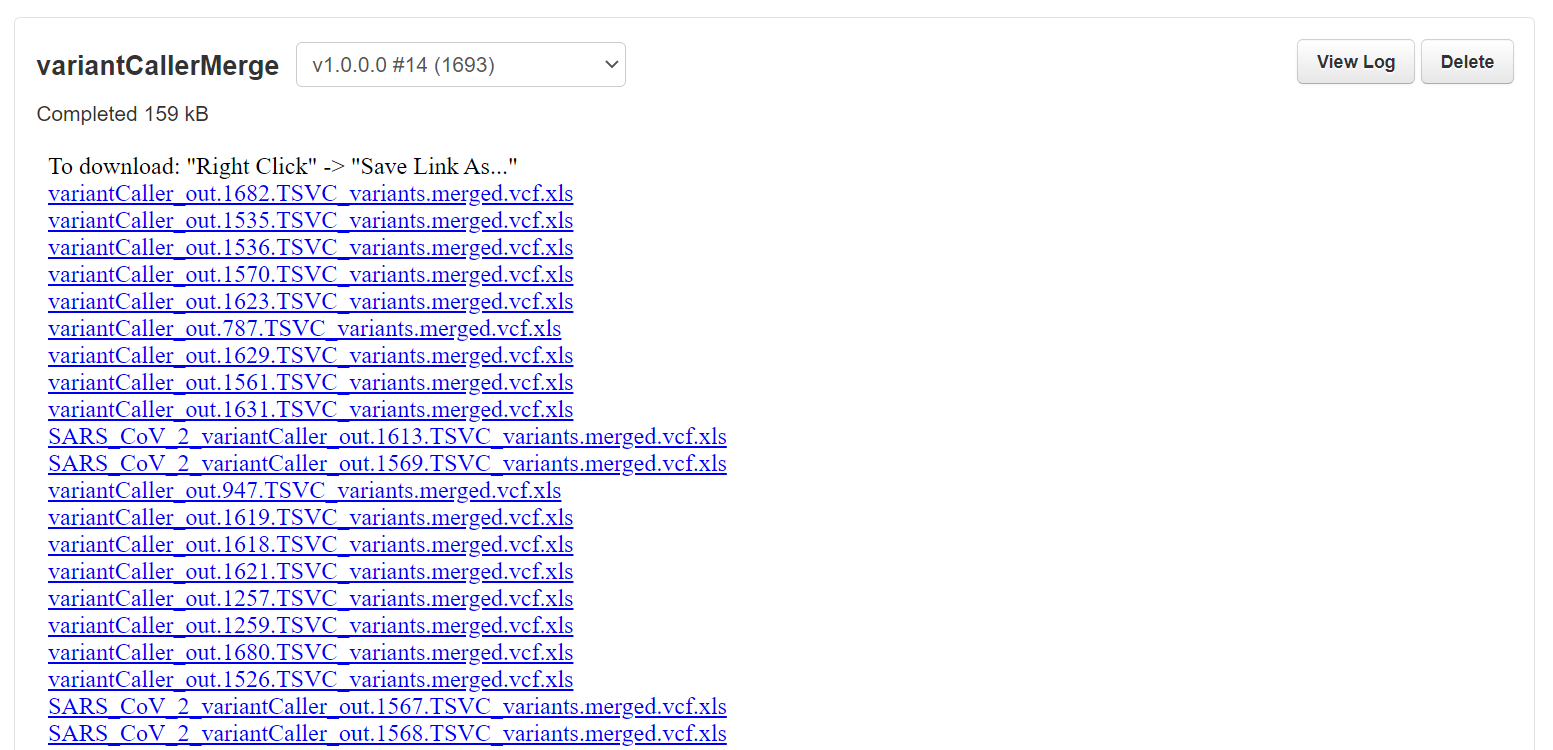 variantCallerMerge v1.0.0.0 #14 (1693) View Log Delete
Completed 159 kB
To download: "Right Click" -> "Save Link As..."
variantCaller_out.1682.TSVC_variants.merged.vcf.xls
variantCaller_out.1535.TSVC_variants.merged.vcf.xls
variantCaller_out.1536.TSVC_variants.merged.vcf.xls
variantCaller_out.1570.TSVC_variants.merged.vcf.xls
variantCaller_out.1623.TSVC_variants.merged.vcf.xls
variantCaller_out.787.TSVC_variants.merged.vcf.xls
variantCaller_out.1629.TSVC_variants.merged.vcf.xls
variantCaller_out.1561.TSVC_variants.merged.vcf.xls
variantCaller_out.1631.TSVC_variants.merged.vcf.xls
SARS_CoV_2_variantCaller_out.1613.TSVC_variants.merged.vcf.xls
SARS_CoV_2_variantCaller_out.1569.TSVC_variants.merged.vcf.xls
variantCaller_out.947.TSVC_variants.merged.vcf.xls
variantCaller_out.1619.TSVC_variants.merged.vcf.xls
variantCaller_out.1618.TSVC_variants.merged.vcf.xls
variantCaller_out.1621.TSVC_variants.merged.vcf.xls
variantCaller_out.1257.TSVC_variants.merged.vcf.xls
variantCaller_out.1259.TSVC_variants.merged.vcf.xls
variantCaller_out.1680.TSVC_variants.merged.vcf.xls
variantCaller_out.1526.TSVC_variants.merged.vcf.xls
SARS_CoV_2_variantCaller_out.1567.TSVC_variants.merged.vcf.xls
SARS_CoV_2_variantCaller_out.1568.TSVC_variants.merged.vcf.xls